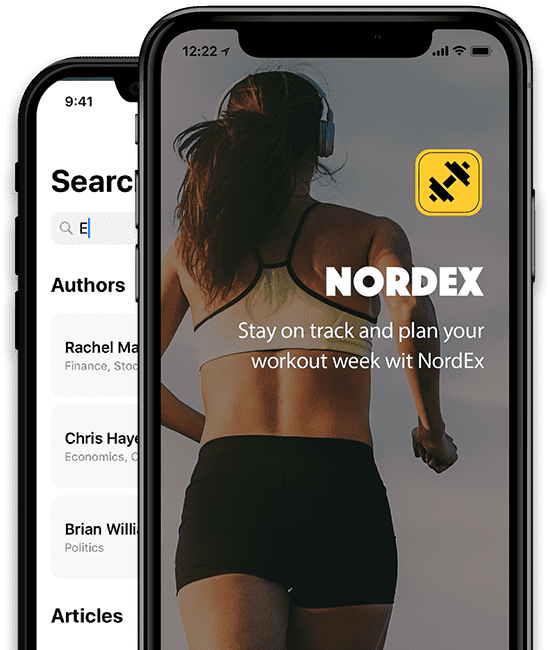 9:41
Searc
E
Authors
Rachel Ma
Finance, Stoc
Chris Haye
Economics, C
Brian Willi
Politics
Articles
12:22
NORDEX
Stay on track and plan your
workout week wit NordEx